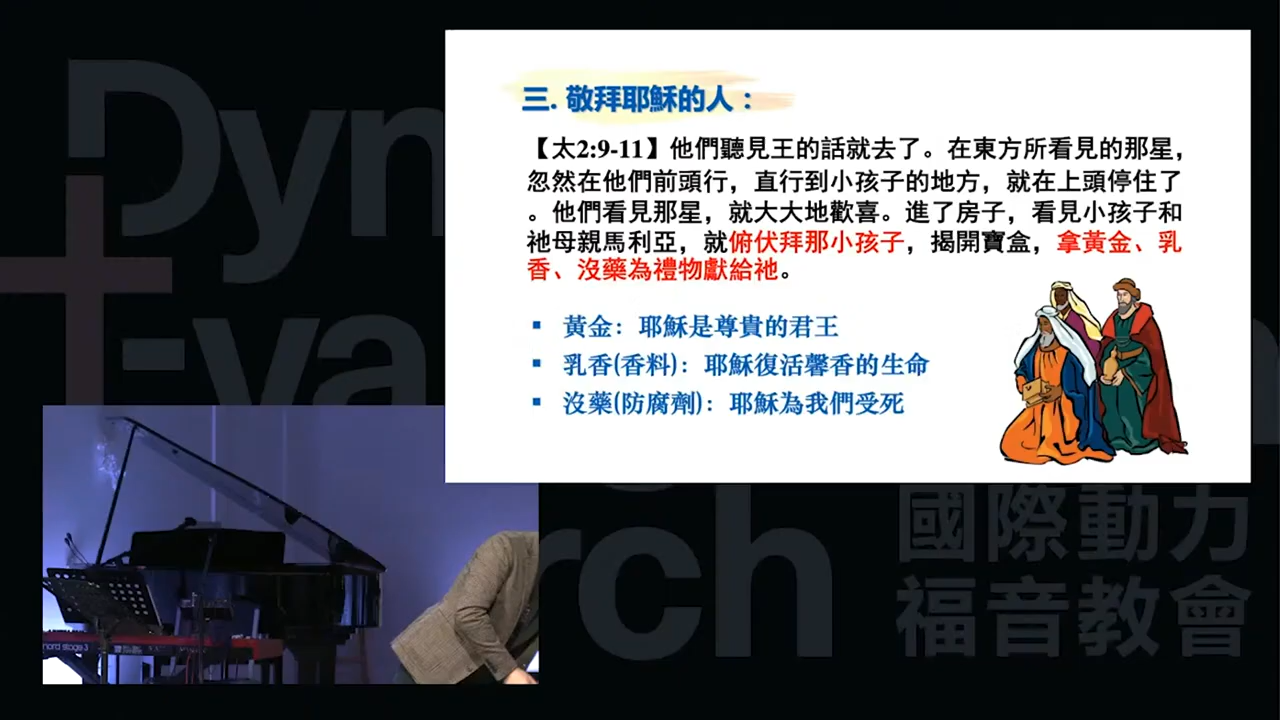 三. 敬拜耶穌的人：
【太2:9-11】他們聽見王的話就去了。在東方所看見的那星，
忽然在他們前頭行，直行到小孩子的地方，就在上頭停住了
。他們看見那星，就大大地歡喜。進了房子，看見小孩子和
祂母親馬利亞，就俯伏拜那小孩子，揭開寶盒，拿黃金、乳
香、沒藥為禮物獻給祂。
▪ 黃金：耶穌是尊貴的君王
▪ 乳香(香料)：耶穌復活馨香的生命
▪ 沒藥(防腐劑)：耶穌為我們受死
Dyn
-va
rch
國際動力
福音教會
nord stage 3